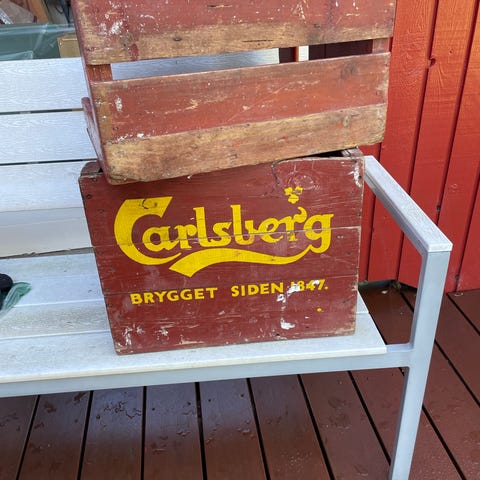 Carlsberg
BRYGGET SIDEN 1847.